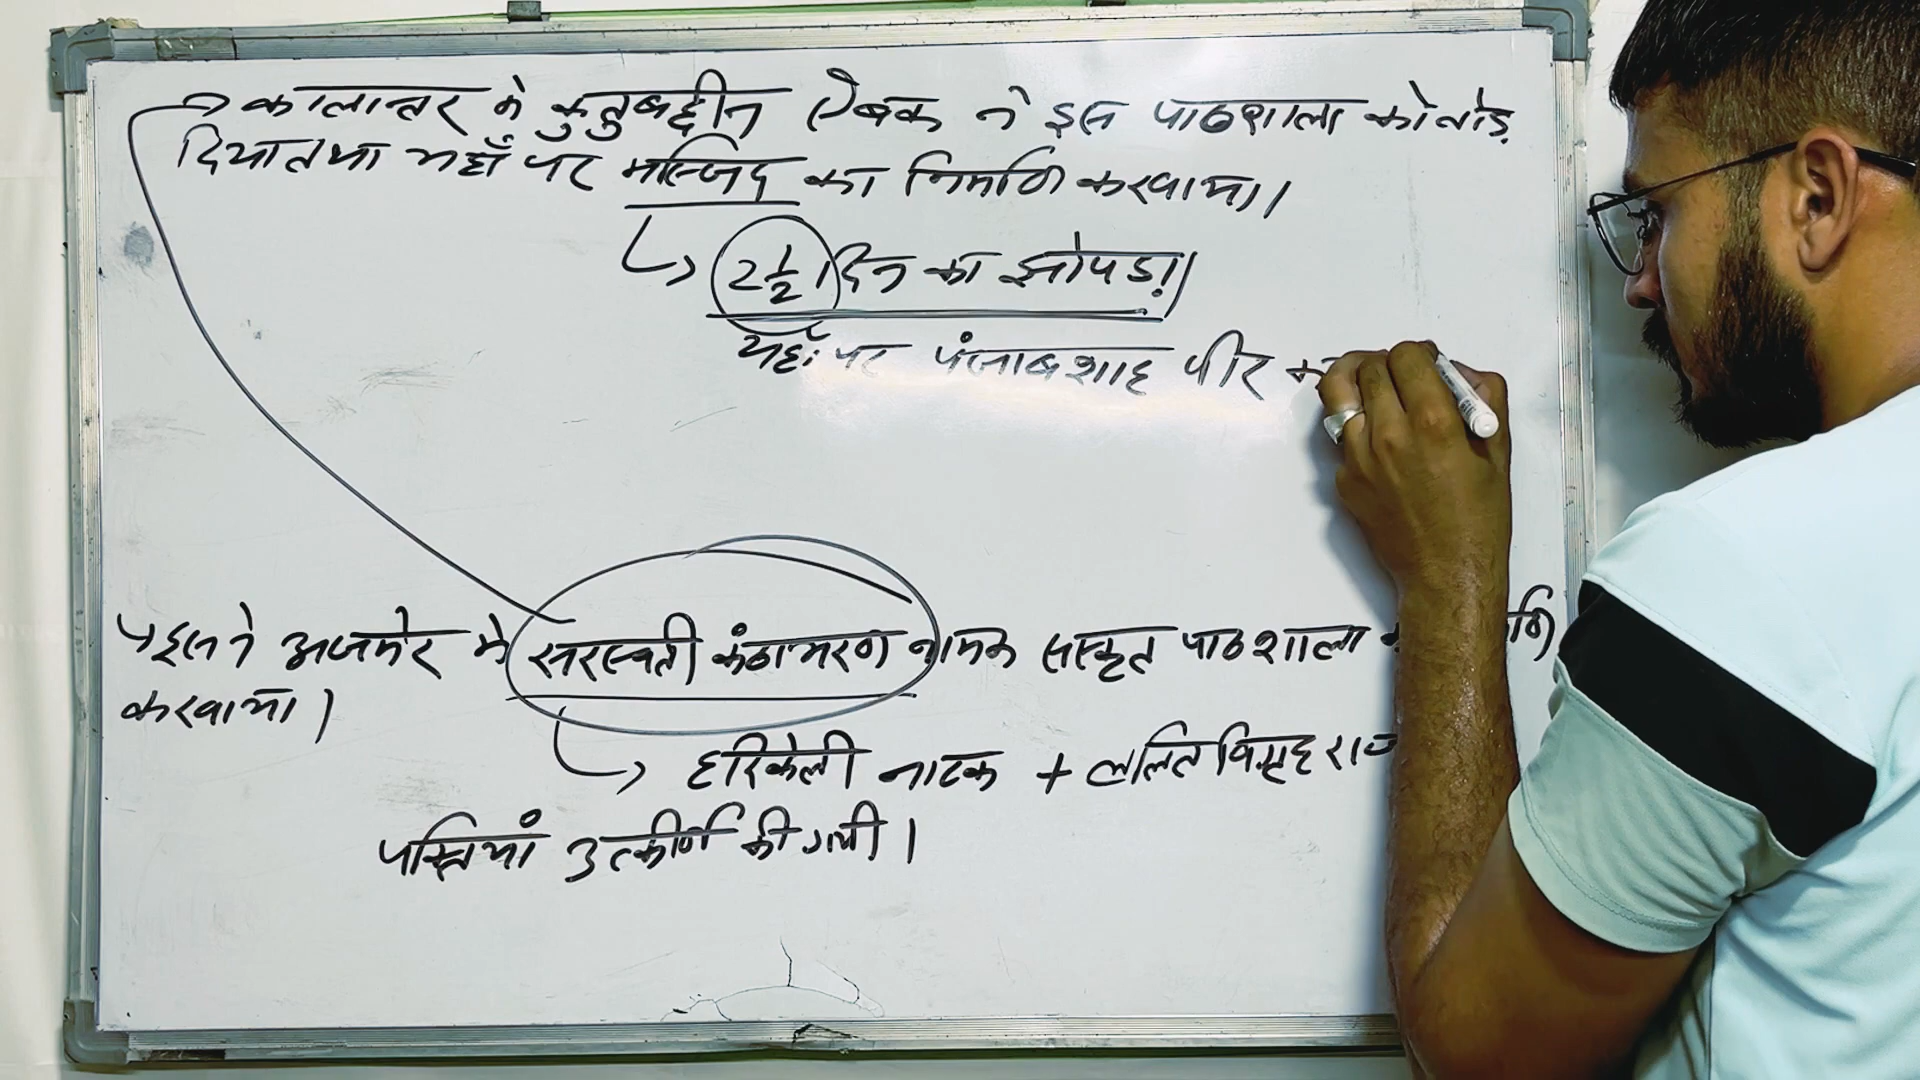 → कालान्तर मे कुतुबद्दीन ऐबक ने इस पाठशाला को तोड़
दिया तथा यहाँ पर मस्जिद का निर्माण करवाया।
↳ 2½ दिन का झोपड़ा
यहाँ पर पंजाबशाह पीर
→ इसने अजमेर मे सरस्वती कंठाभरण नामक संस्कृत पाठशाला
करवाया।
↳ हरिकेली नाटक + ललित विग्रहराज
पंक्तियां उत्कीर्ण की गयी।